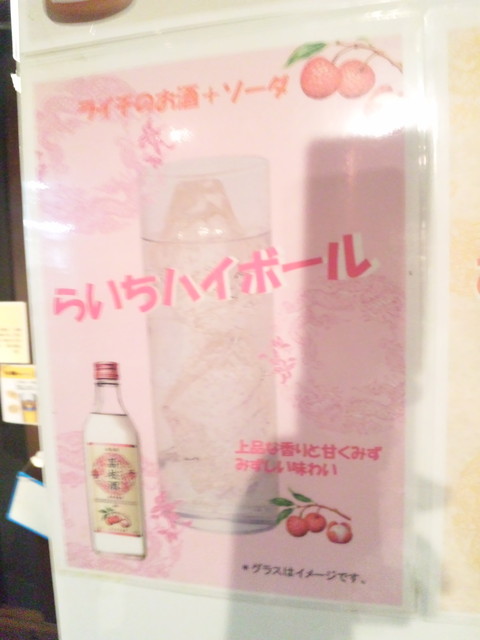 ライチのお酒+ソーダ
らいちハイボール
上品な香りと甘くみず
みずしい味わい
*グラスはイメージです。